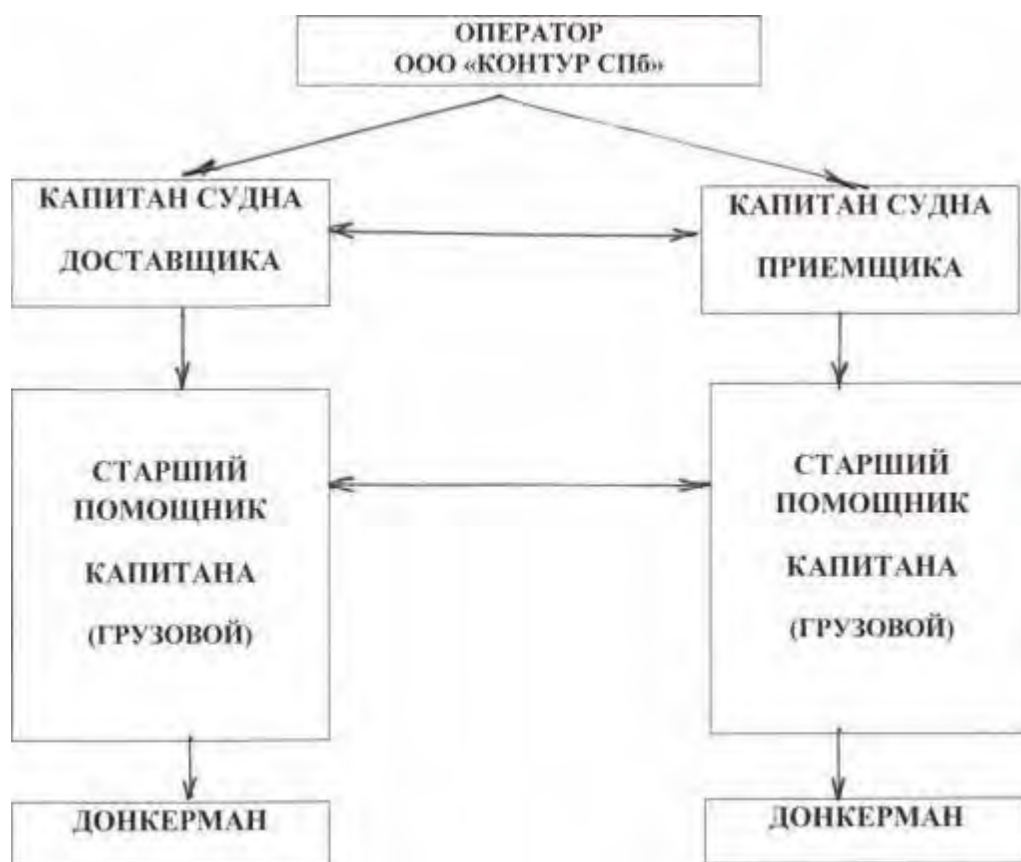 ОПЕРАТОР
ООО «КОНТУР СПб»
КАПИТАН СУДНА
ДОСТАВЩИКА
КАПИТАН СУДНА
ПРИЕМЩИКА
СТАРШИЙ
ПОМОЩНИК
КАПИТАНА
(ГРУЗОВОЙ)
СТАРШИЙ
ПОМОЩНИК
КАПИТАНА
(ГРУЗОВОЙ)
ДОНКЕРМАН
ДОНКЕРМАН